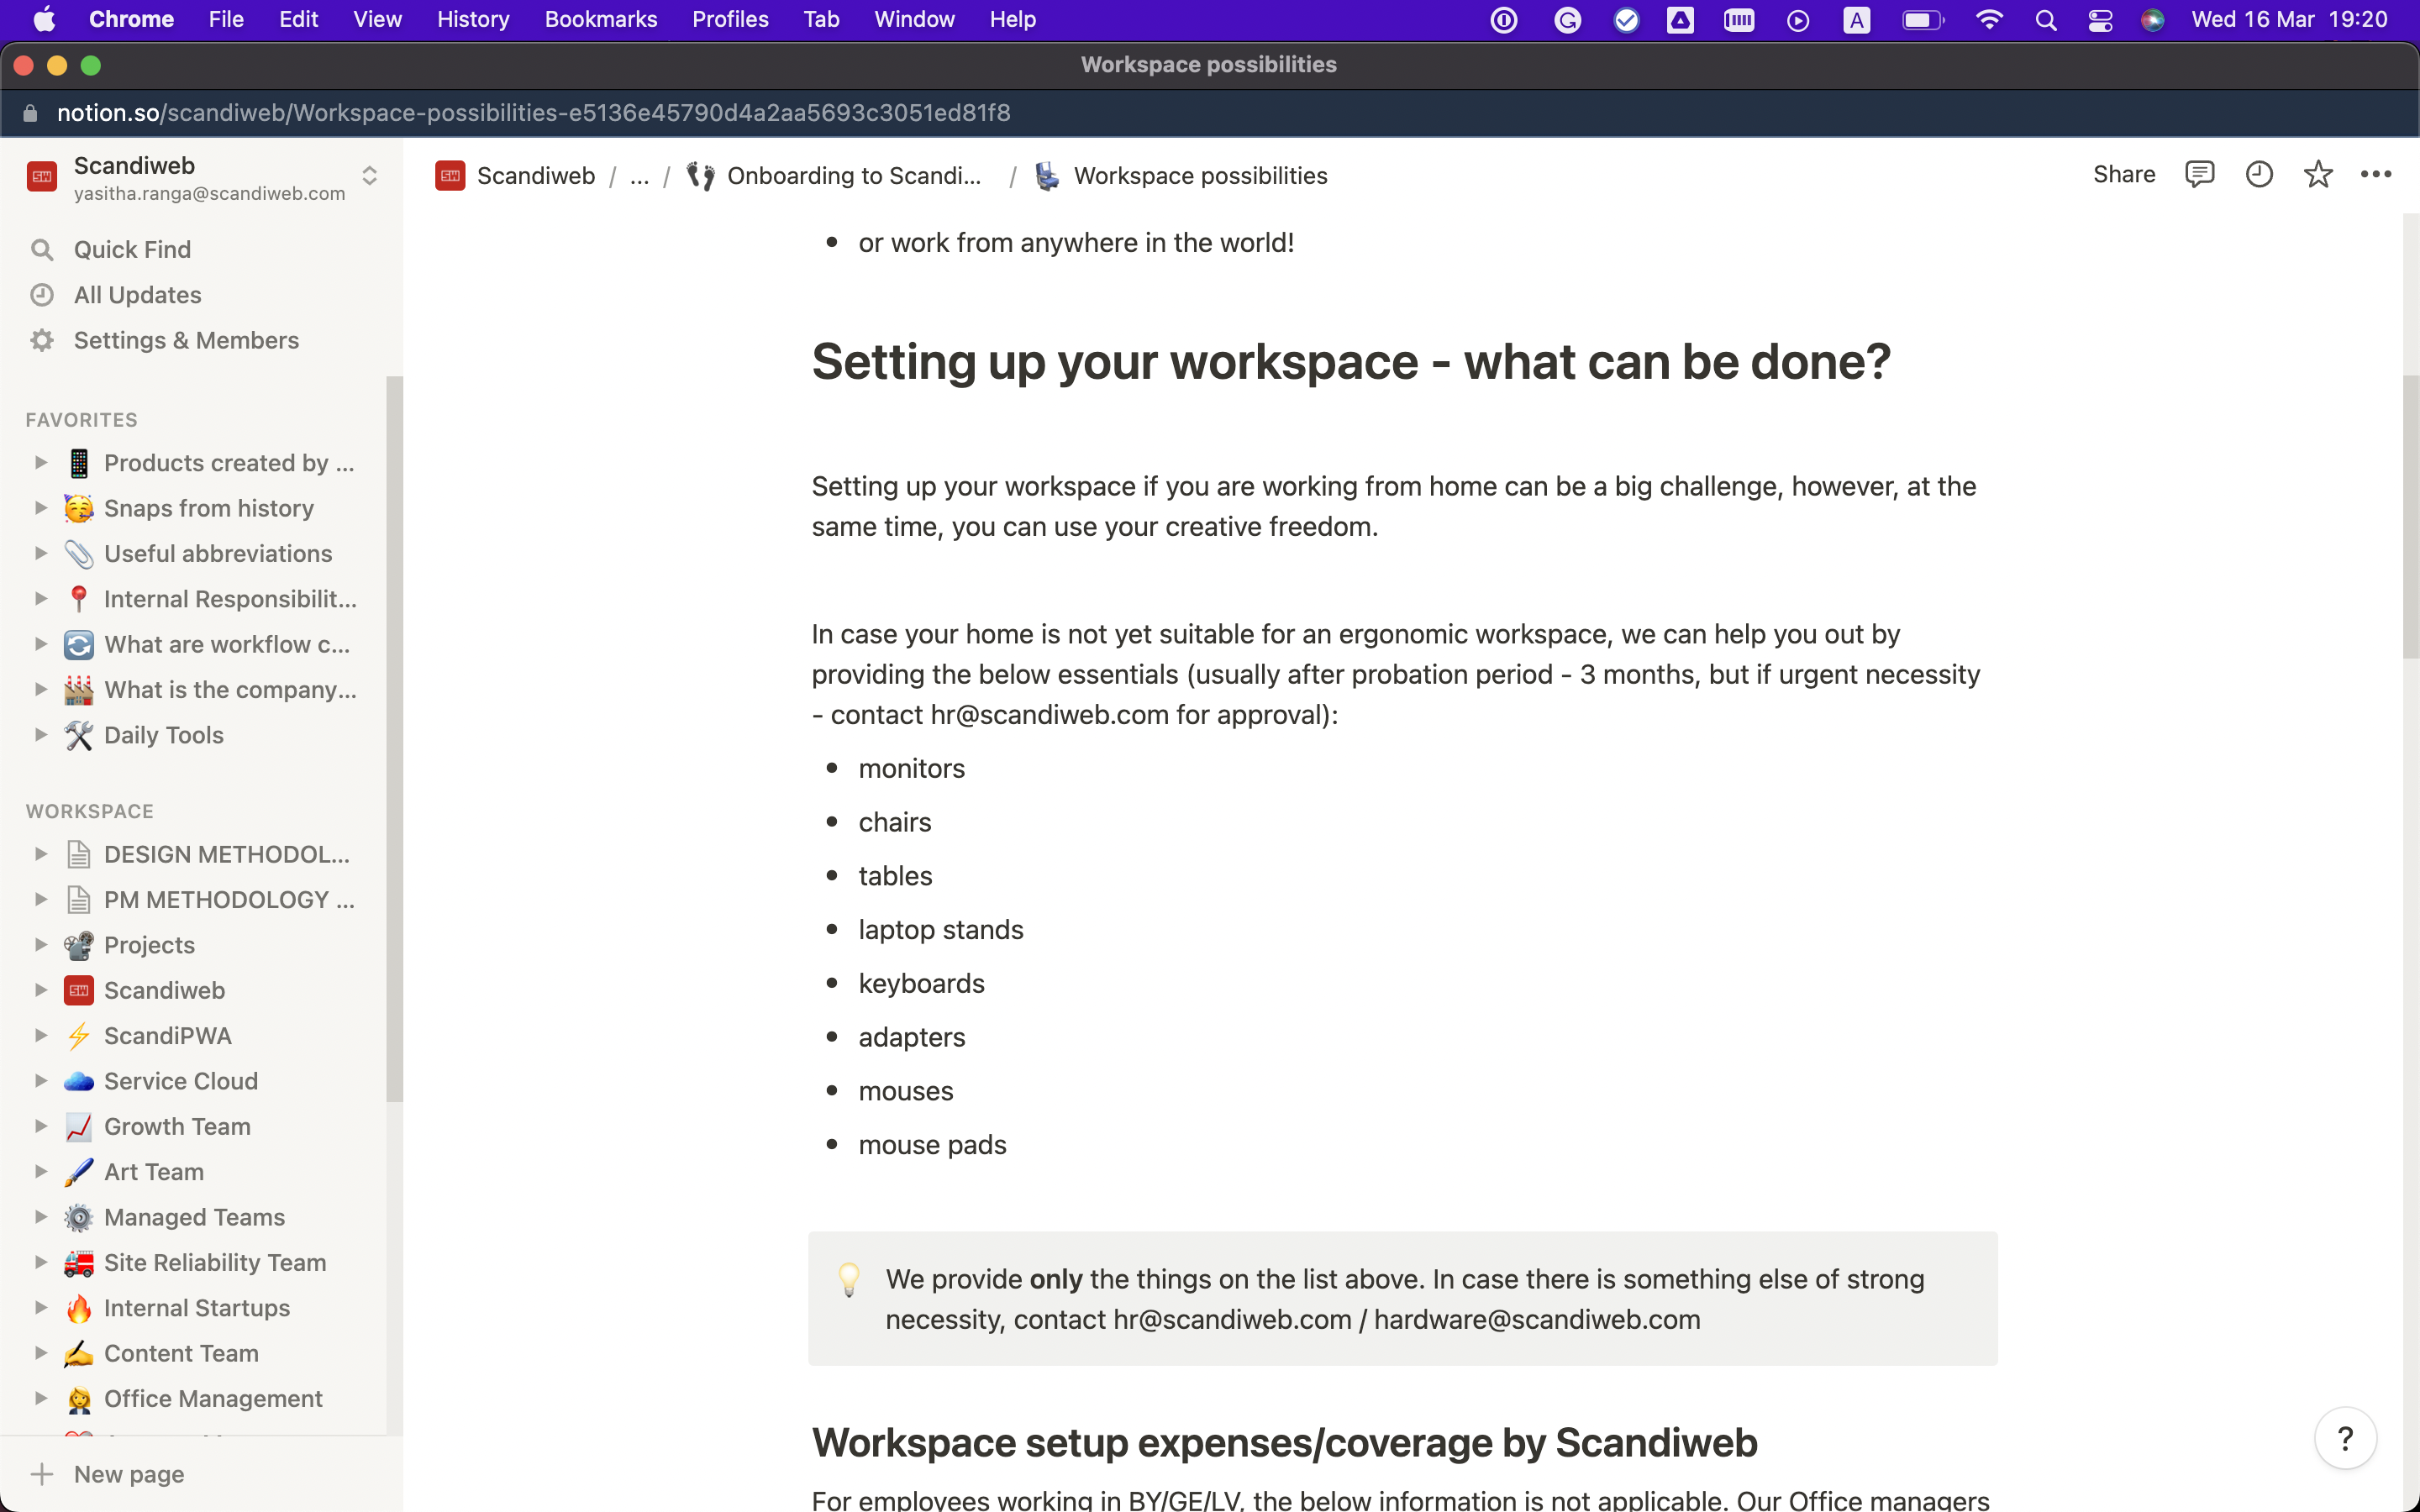 Chrome File Edit View History Bookmarks Profiles Tab Window Help
A
Wed 16 Mar 19:20
Workspace possibilities
notion.so/scandiweb/Workspace-possibilities-e5136e45790d4a2aa5693c3051ed81f8
Scandiweb
yasitha.ranga@scandiweb.com
Quick Find
All Updates
Settings & Members
FAVORITES
Products created by ...
Snaps from history
Useful abbreviations
Internal Responsibilit...
What are workflow c...
What is the company...
Daily Tools
WORKSPACE
DESIGN METHODOL...
PM METHODOLOGY ...
Projects
Scandiweb
ScandiPWA
Service Cloud
Growth Team
Art Team
Managed Teams
Site Reliability Team
Internal Startups
Content Team
Office Management
New page
Scandiweb / ... / Onboarding to Scandi... / Workspace possibilities
Share
• or work from anywhere in the world!
Setting up your workspace - what can be done?
Setting up your workspace if you are working from home can be a big challenge, however, at the
same time, you can use your creative freedom.
In case your home is not yet suitable for an ergonomic workspace, we can help you out by
providing the below essentials (usually after probation period - 3 months, but if urgent necessity
- contact hr@scandiweb.com for approval):
• monitors
• chairs
• tables
• laptop stands
• keyboards
• adapters
• mouses
• mouse pads
We provide only the things on the list above. In case there is something else of strong
necessity, contact hr@scandiweb.com / hardware@scandiweb.com
Workspace setup expenses/coverage by Scandiweb
For employees working in BY/GE/LV, the below information is not applicable. Our Office managers
?